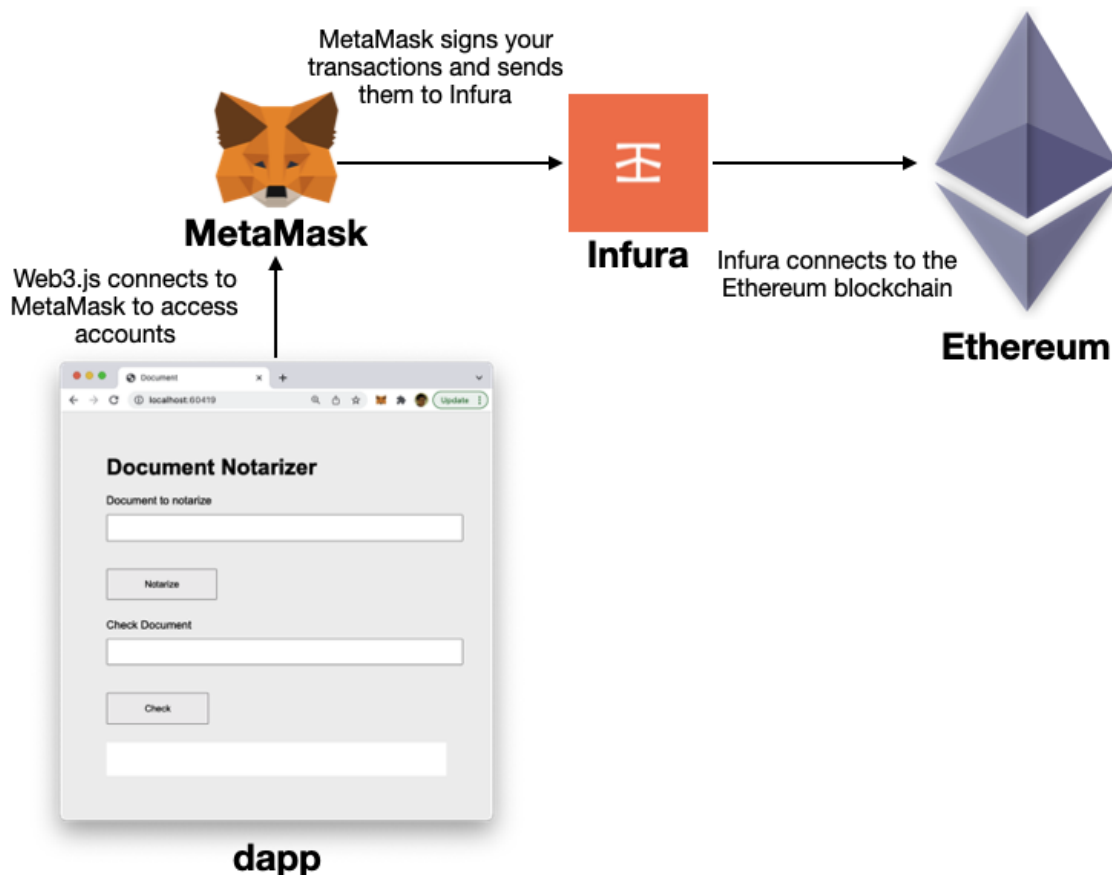 MetaMask signs your
transactions and sends
them to Infura
MetaMask
Infura
Infura connects to the
Ethereum blockchain
Ethereum
Web3.js connects to
MetaMask to access
accounts
Document
localhost:60419
Update
Document Notarizer
Document to notarize
Notarize
Check Document
Check
dapp